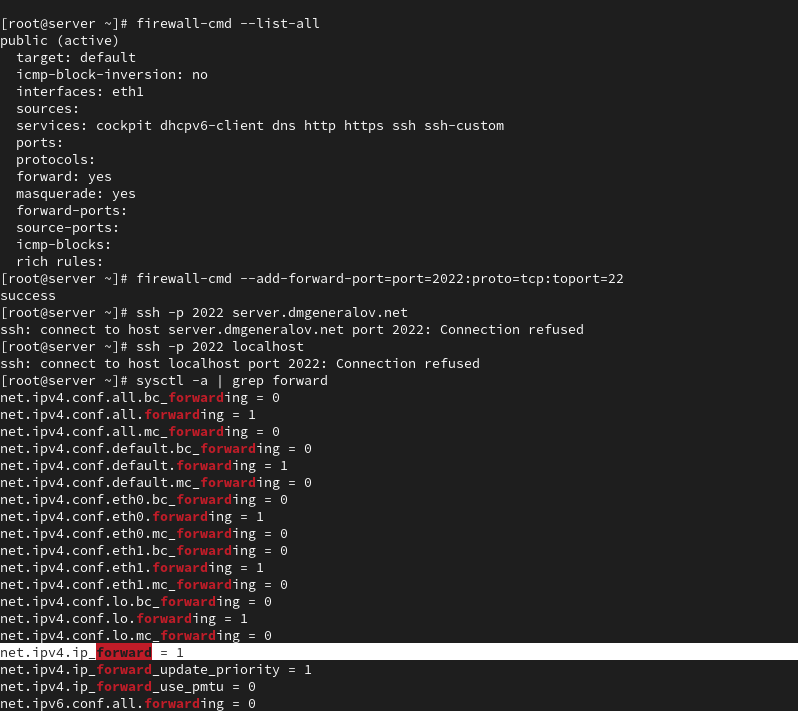 [root@server ~]# firewall-cmd --list-all
public (active)
  target: default
  icmp-block-inversion: no
  interfaces: eth1
  sources:
  services: cockpit dhcpv6-client dns http https ssh ssh-custom
  ports:
  protocols:
  forward: yes
  masquerade: yes
  forward-ports:
  source-ports:
  icmp-blocks:
  rich rules:
[root@server ~]# firewall-cmd --add-forward-port=port=2022:proto=tcp:toport=22
success
[root@server ~]# ssh -p 2022 server.dmgeneralov.net
ssh: connect to host server.dmgeneralov.net port 2022: Connection refused
[root@server ~]# ssh -p 2022 localhost
ssh: connect to host localhost port 2022: Connection refused
[root@server ~]# sysctl -a | grep forward
net.ipv4.conf.all.bc_forwarding = 0
net.ipv4.conf.all.forwarding = 1
net.ipv4.conf.all.mc_forwarding = 0
net.ipv4.conf.default.bc_forwarding = 0
net.ipv4.conf.default.forwarding = 1
net.ipv4.conf.default.mc_forwarding = 0
net.ipv4.conf.eth0.bc_forwarding = 0
net.ipv4.conf.eth0.forwarding = 1
net.ipv4.conf.eth0.mc_forwarding = 0
net.ipv4.conf.eth1.bc_forwarding = 0
net.ipv4.conf.eth1.forwarding = 1
net.ipv4.conf.eth1.mc_forwarding = 0
net.ipv4.conf.lo.bc_forwarding = 0
net.ipv4.conf.lo.forwarding = 1
net.ipv4.conf.lo.mc_forwarding = 0
net.ipv4.ip_forward = 1
net.ipv4.ip_forward_update_priority = 1
net.ipv4.ip_forward_use_pmtu = 0
net.ipv6.conf.all.forwarding = 0